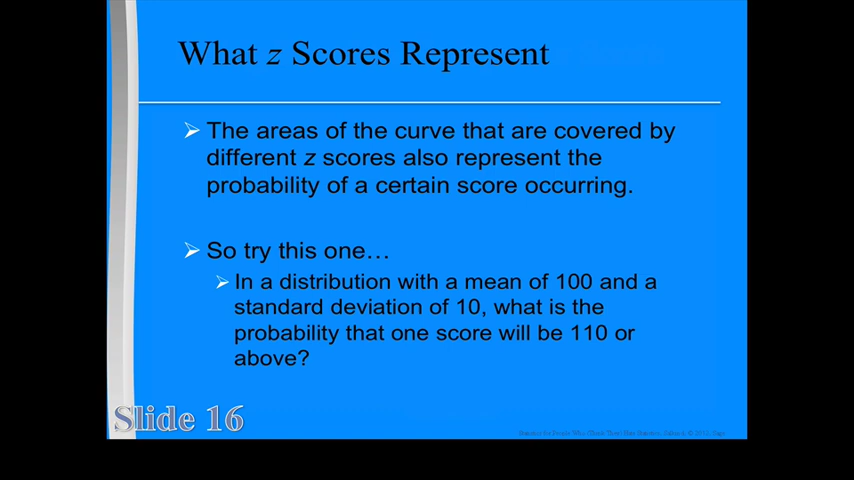 What z Scores Represent
The areas of the curve that are covered by
different z scores also represent the
probability of a certain score occurring.
So try this one…
In a distribution with a mean of 100 and a
standard deviation of 10, what is the
probability that one score will be 110 or
above?
Slide 16